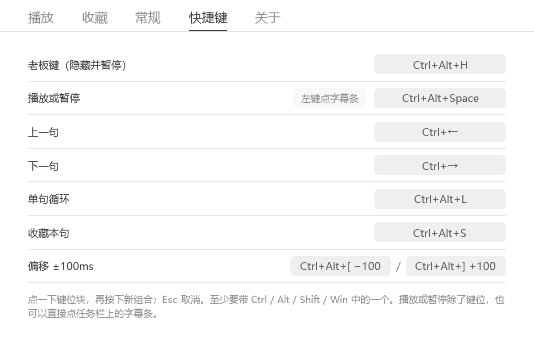 播放 收藏 常规 快捷键 关于
老板键（隐藏并暂停） Ctrl+Alt+H
播放或暂停 左键点字幕条 Ctrl+Alt+Space
上一句 Ctrl+←
下一句 Ctrl+→
单句循环 Ctrl+Alt+L
收藏本句 Ctrl+Alt+S
偏移 ±100ms Ctrl+Alt+[ −100 / Ctrl+Alt+] +100
点一下键位块，再按下新组合；Esc 取消。至少要带 Ctrl / Alt / Shift / Win 中的一个。播放或暂停除了键位，也
可以直接点任务栏上的字幕条。